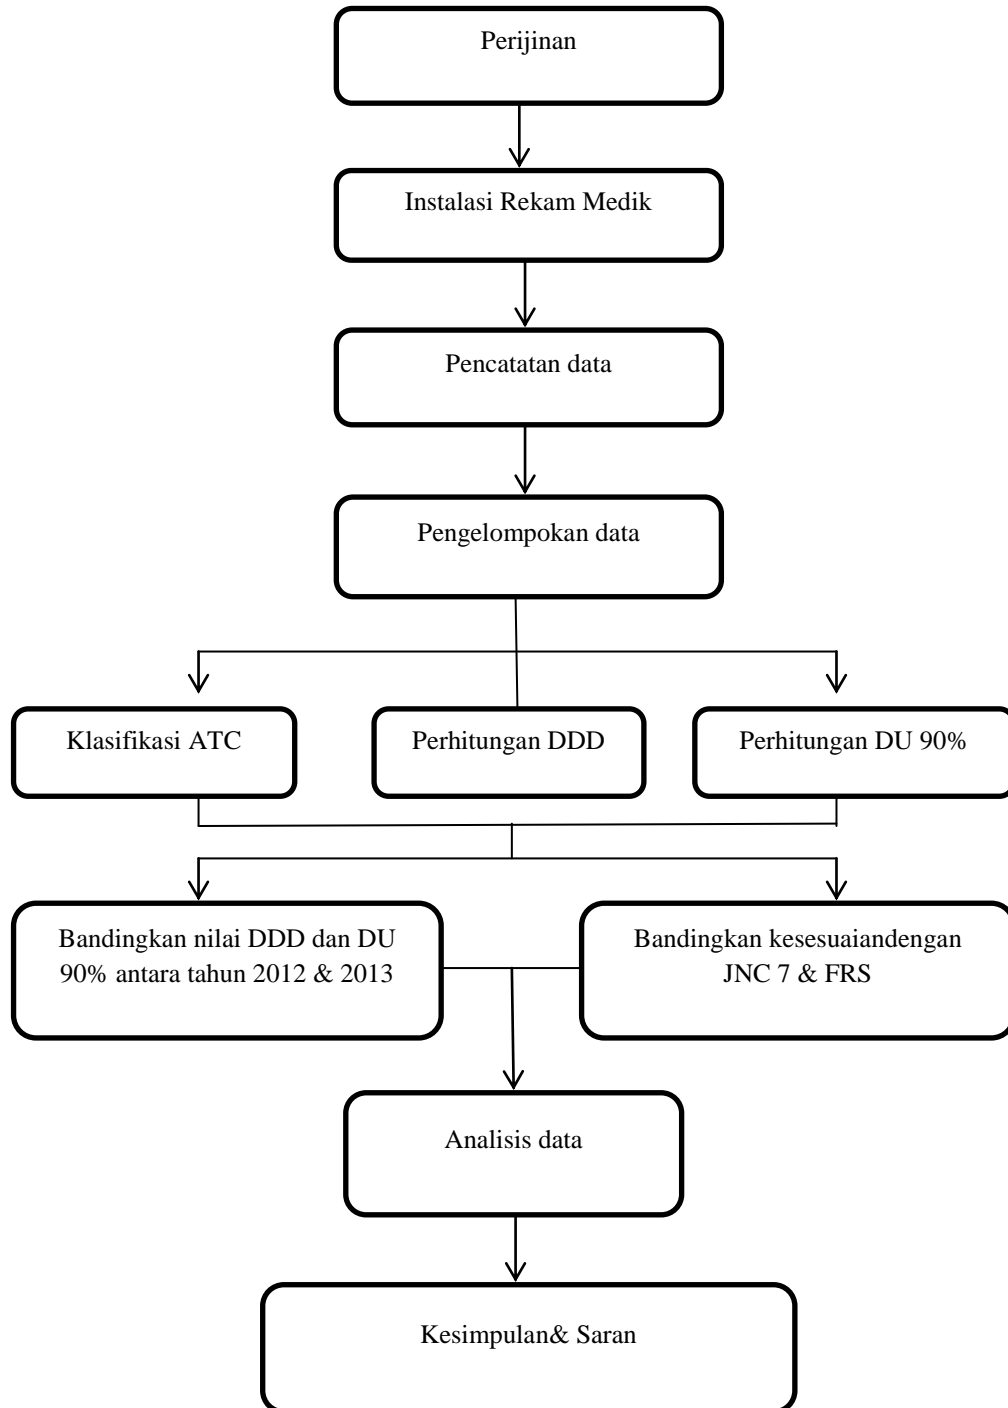 Perijinan
Instalasi Rekam Medik
Pencatatan data
Pengelompokan data
Klasifikasi ATC
Perhitungan DDD
Perhitungan DU 90%
Bandingkan nilai DDD dan DU
90% antara tahun 2012 & 2013
Bandingkan kesesuaiandengan
JNC 7 & FRS
Analisis data
Kesimpulan& Saran